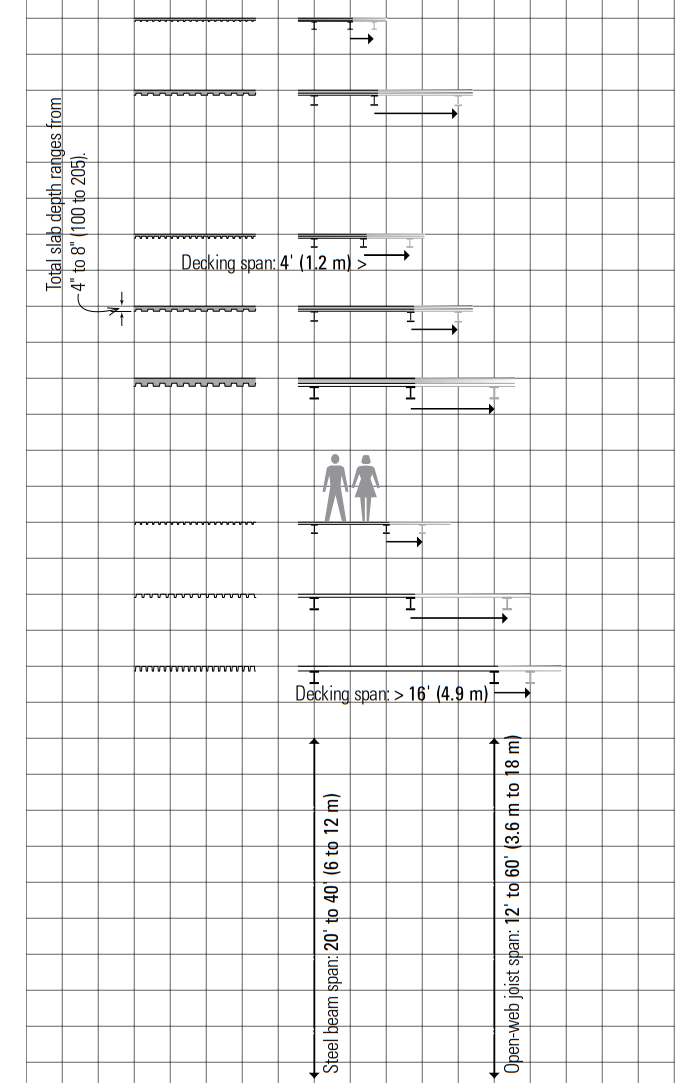 Total slab depth ranges from
4" to 8" (100 to 205).
Decking span: 4' (1.2 m) >
Decking span: > 16' (4.9 m)
Steel beam span: 20' to 40' (6 to 12 m)
Open-web joist span: 12' to 60' (3.6 m to 18 m)